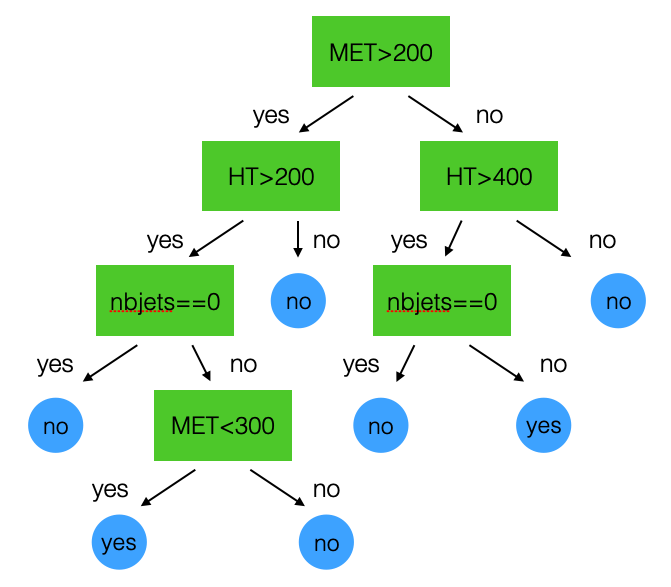 MET>200
yes
no
HT>200
HT>400
yes
no
yes
no
nbjets==0
no
nbjets==0
no
yes
no
yes
no
no
MET<300
no
yes
yes
no
yes
no